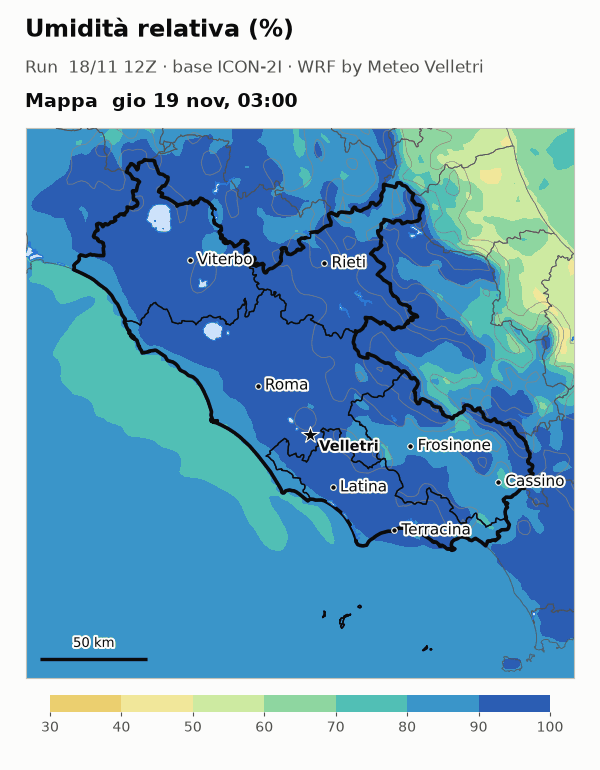 Umidità relativa (%)
Run 18/11 12Z · base ICON-2I · WRF by Meteo Velletri
Mappa gio 19 nov, 03:00
Viterbo
Rieti
Roma
Velletri
Frosinone
Cassino
Latina
Terracina
50 km
30 40 50 60 70 80 90 100